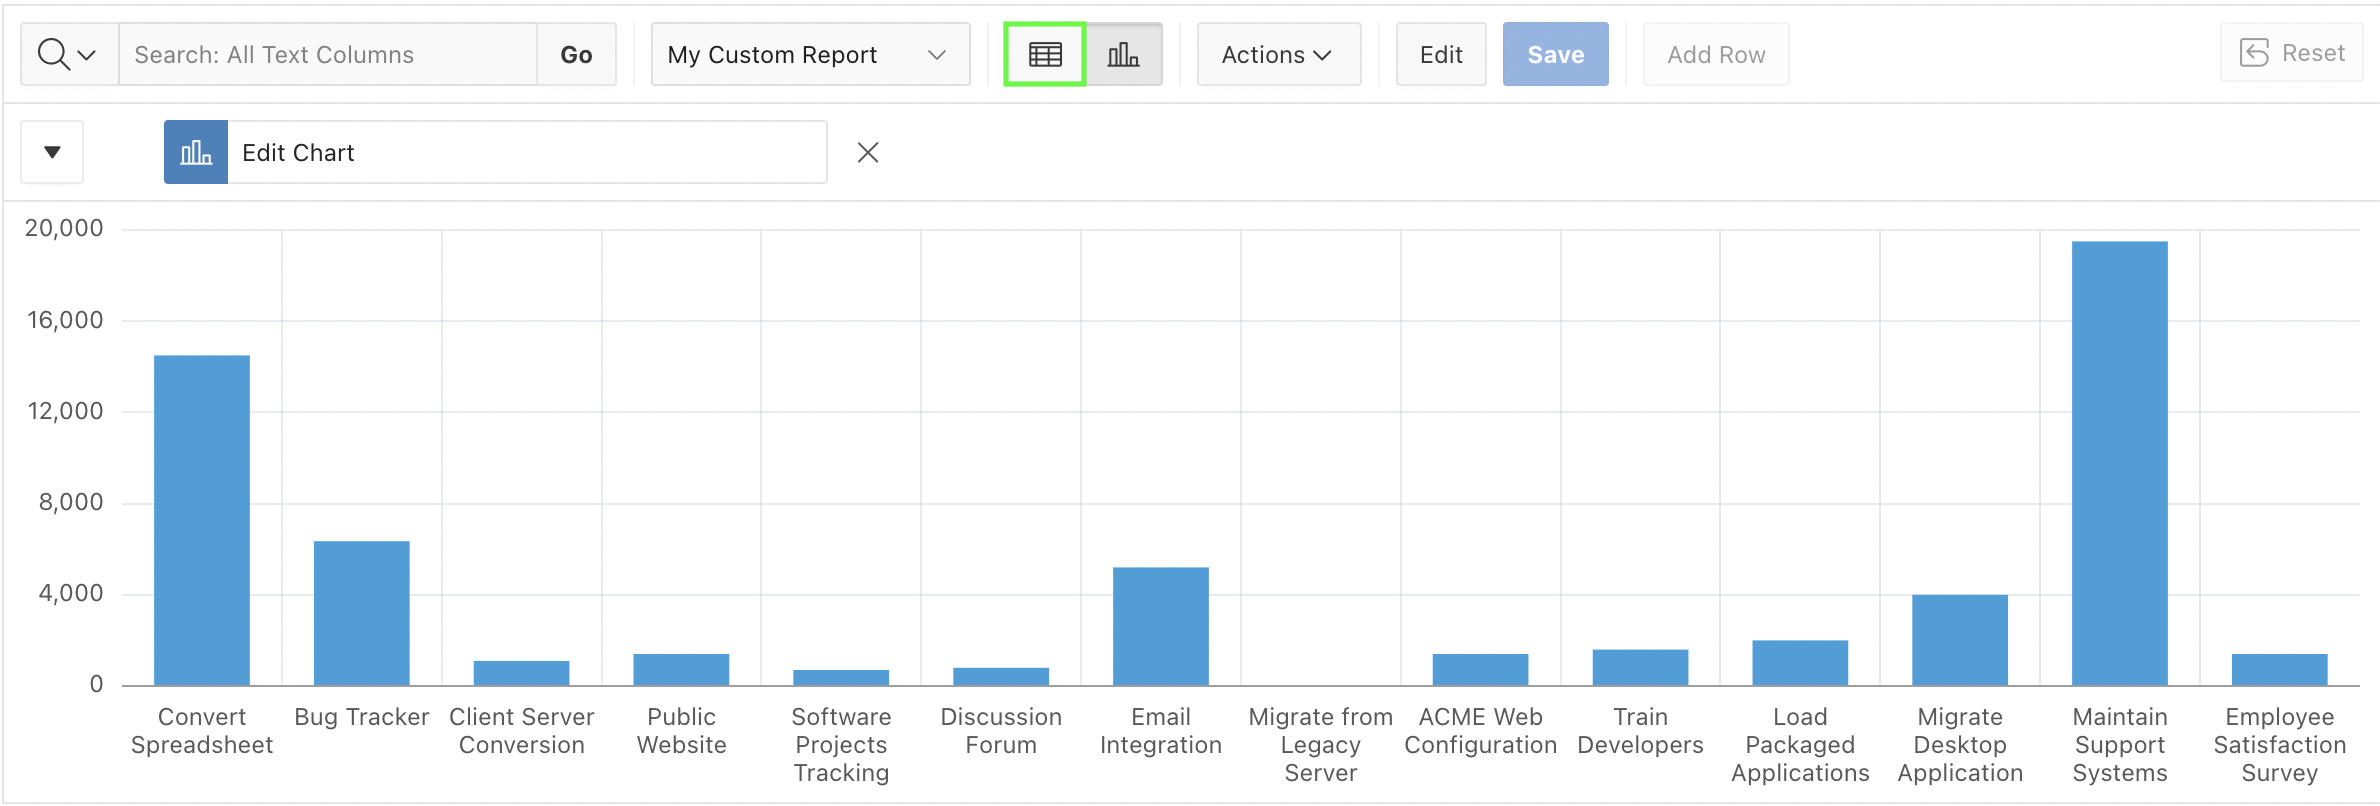 Search: All Text Columns
Go
My Custom Report
Actions
Edit
Save
Add Row
Reset
Edit Chart
20,000
16,000
12,000
8,000
4,000
0
Convert
Spreadsheet
Bug Tracker
Client Server
Conversion
Public
Website
Software
Projects
Tracking
Discussion
Forum
Email
Integration
Migrate from
Legacy
Server
ACME Web
Configuration
Train
Developers
Load
Packaged
Applications
Migrate
Desktop
Application
Maintain
Support
Systems
Employee
Satisfaction
Survey